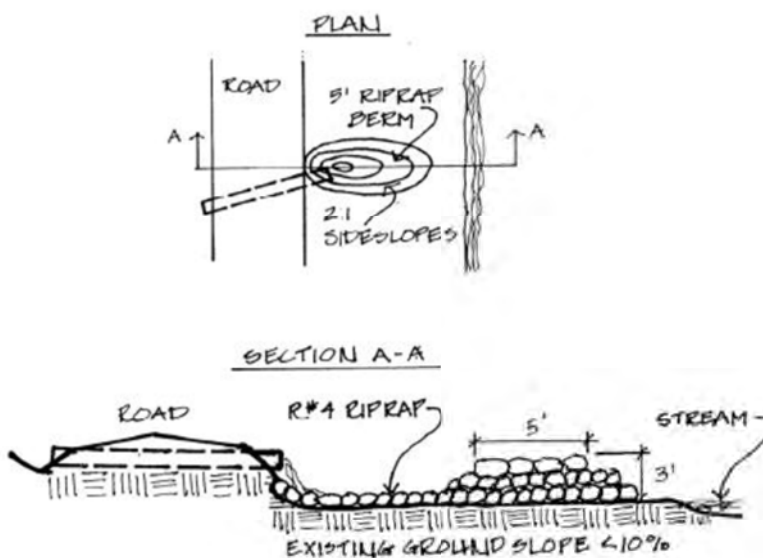 PLAN
ROAD
5' RIPRAP
BERM
A
A
2:1
SIDESLOPES
SECTION A-A
ROAD
R#4 RIPRAP
5'
STREAM
3'
EXISTING GROUND SLOPE <10%